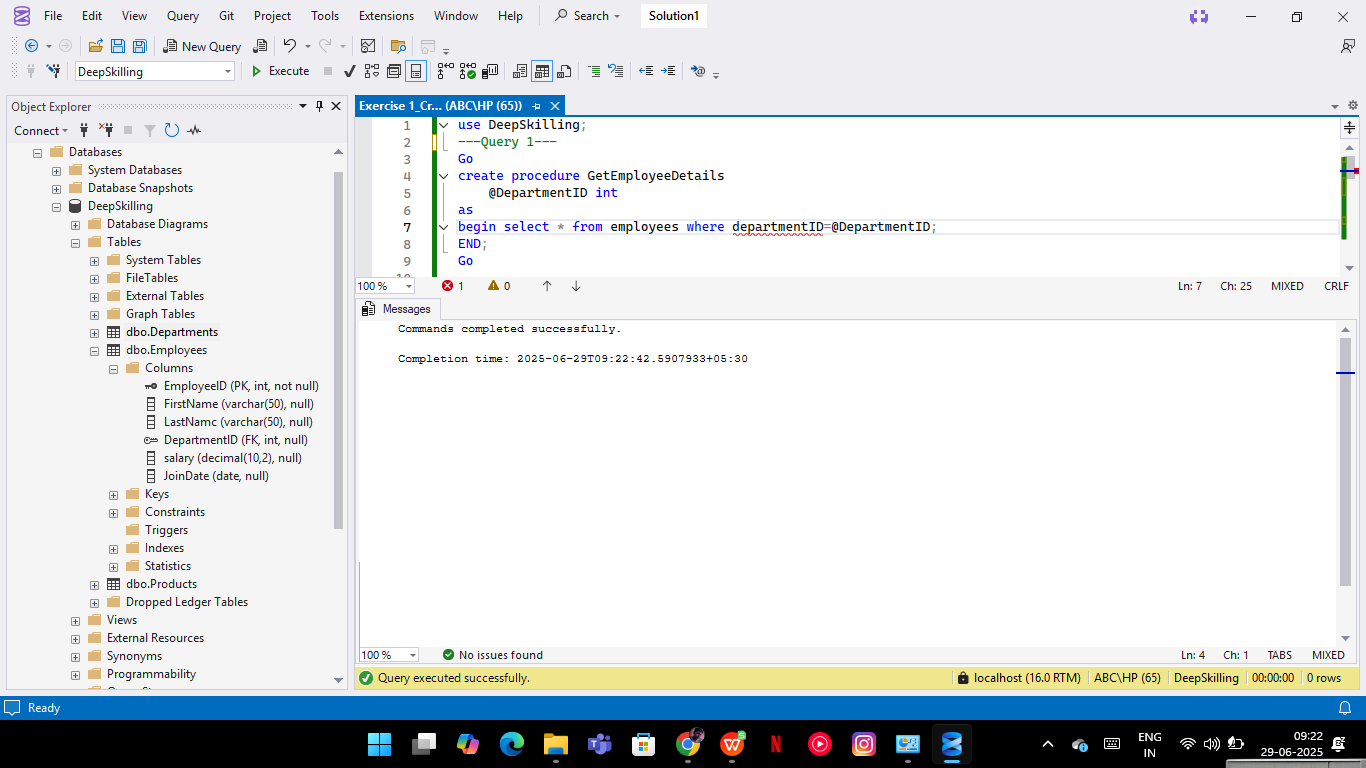 File Edit View Query Git Project Tools Extensions Window Help Search Solution1
New Query
DeepSkilling Execute
Object Explorer
Connect
Databases
System Databases
Database Snapshots
DeepSkilling
Database Diagrams
Tables
System Tables
FileTables
External Tables
Graph Tables
dbo.Departments
dbo.Employees
Columns
EmployeeID (PK, int, not null)
FirstName (varchar(50), null)
LastNamc (varchar(50), null)
DepartmentID (FK, int, null)
salary (decimal(10,2), null)
JoinDate (date, null)
Keys
Constraints
Triggers
Indexes
Statistics
dbo.Products
Dropped Ledger Tables
Views
External Resources
Synonyms
Programmability
Exercise 1_Cr... (ABC\HP (65))
1 use DeepSkilling;
2 ---Query 1---
3 Go
4 create procedure GetEmployeeDetails
5 @DepartmentID int
6 as
7 begin select * from employees where departmentID=@DepartmentID;
8 END;
9 Go
100 % 1 0 Ln: 7 Ch: 25 MIXED CRLF
Messages
Commands completed successfully.
Completion time: 2025-06-29T09:22:42.5907933+05:30
100 % No issues found Ln: 4 Ch: 1 TABS MIXED
Query executed successfully. localhost (16.0 RTM) ABC\HP (65) DeepSkilling 00:00:00 0 rows
Ready
ENG
IN
09:22
29-06-2025